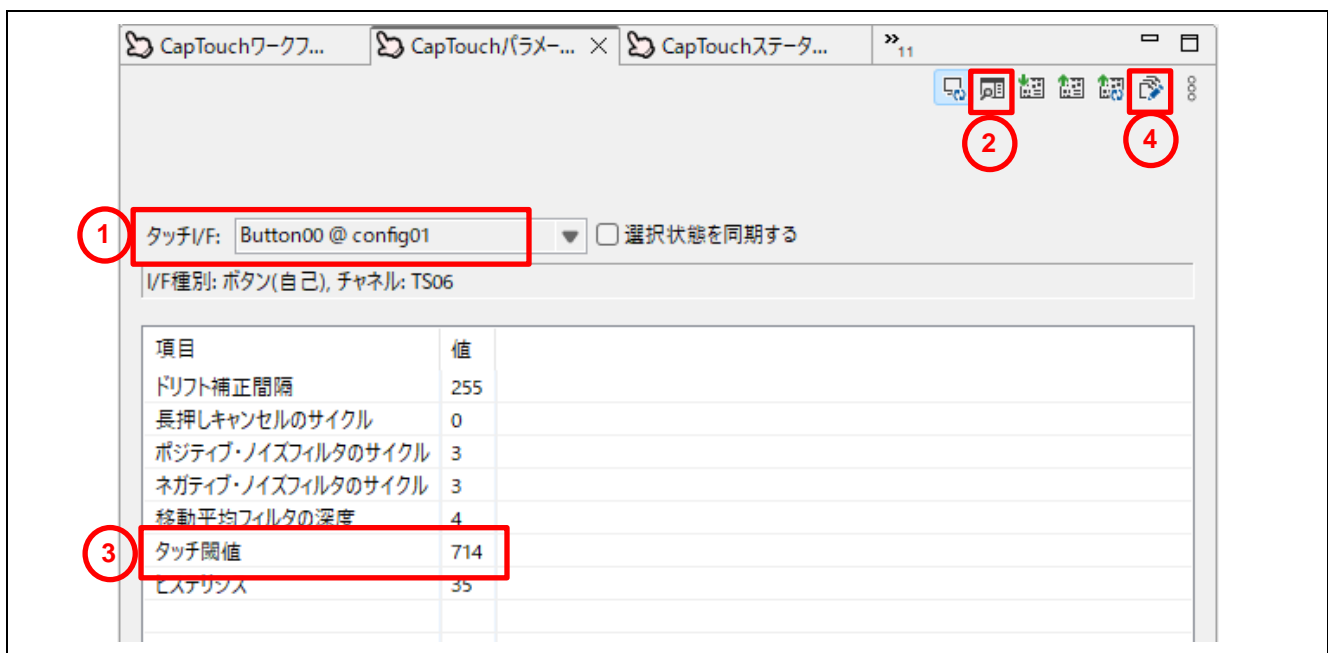 CapTouchワークフ...
CapTouchパラメー...
CapTouchステータ...
»11
2
4
1
タッチI/F: Button00 @ config01
選択状態を同期する
I/F種別: ボタン(自己), チャネル: TS06
項目 値
ドリフト補正間隔 255
長押しキャンセルのサイクル 0
ポジティブ・ノイズフィルタのサイクル 3
ネガティブ・ノイズフィルタのサイクル 3
移動平均フィルタの深度 4
3
タッチ閾値 714
ヒステリシス 35